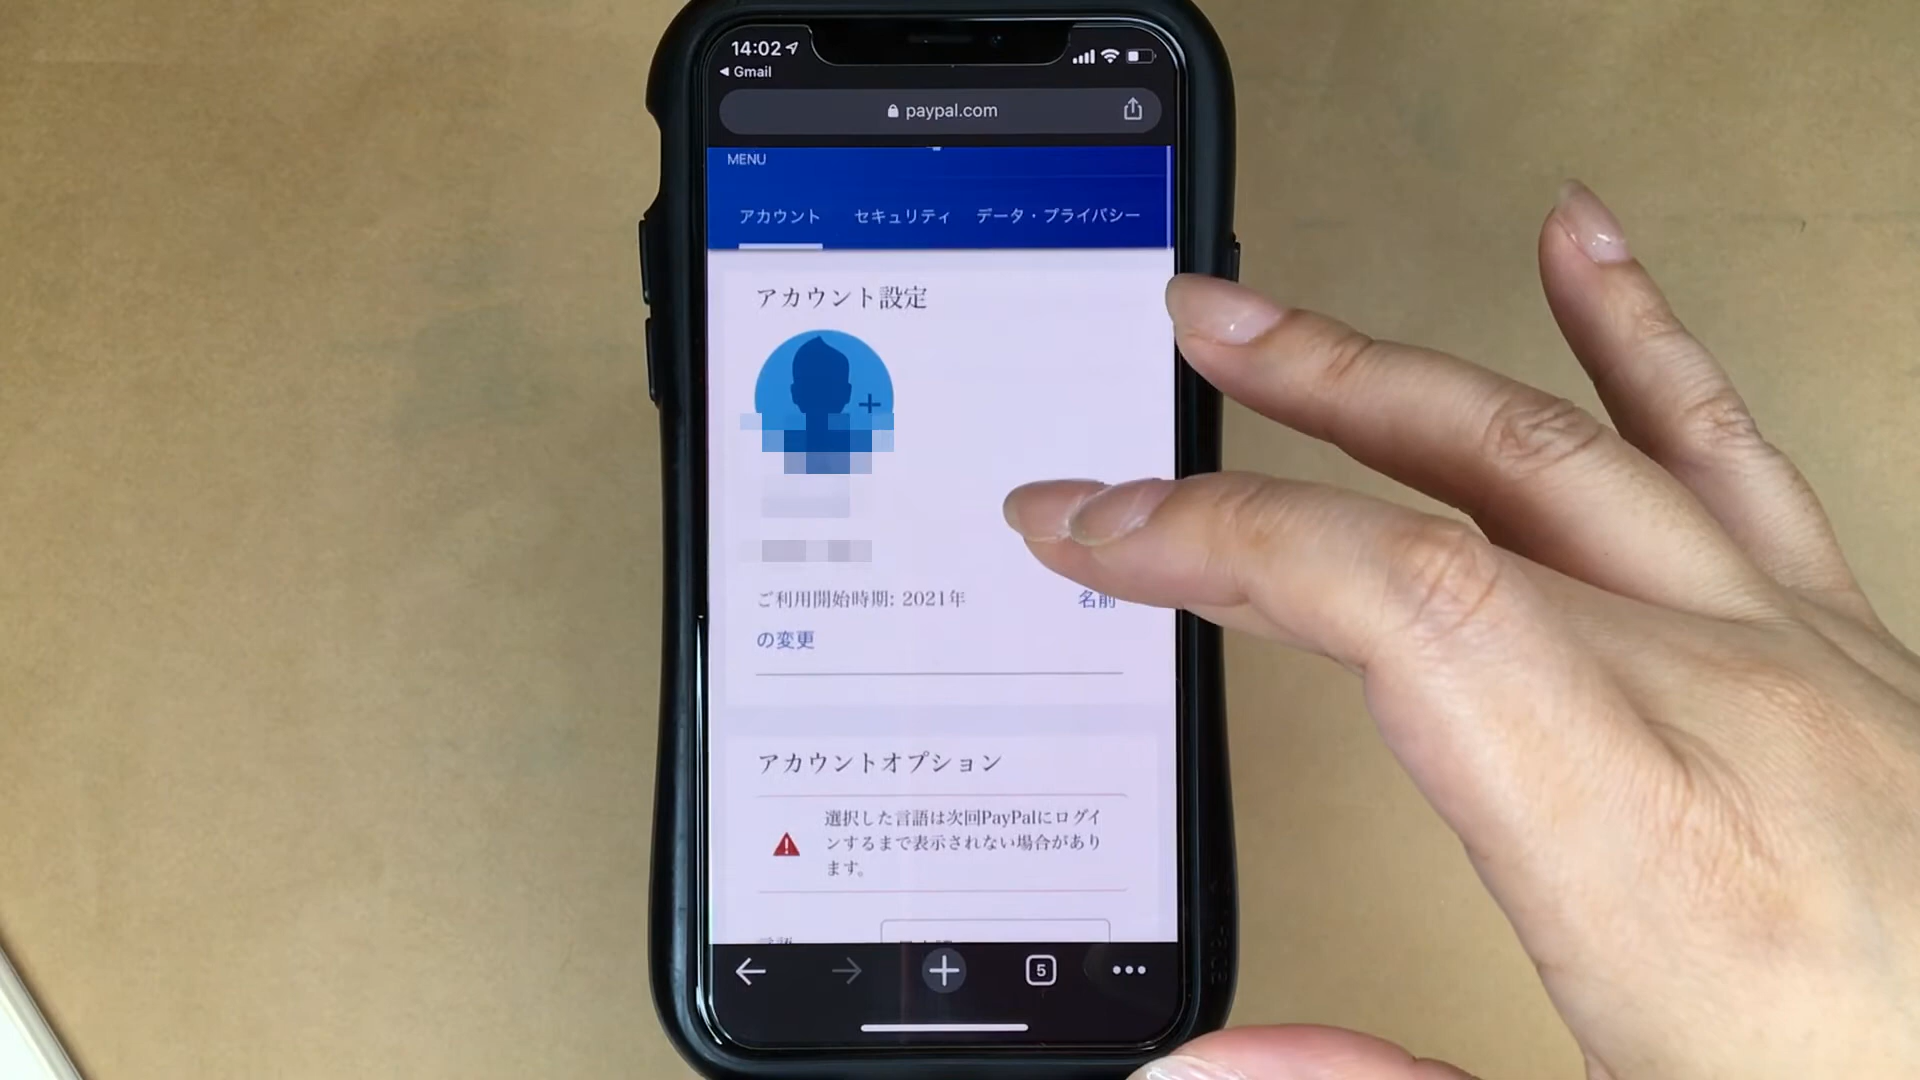 14:02
Gmail
paypal.com
MENU
アカウント セキュリティ データ・プライバシー
アカウント設定
ご利用開始時期: 2021年 名前
の変更
アカウントオプション
選択した言語は次回PayPalにログイ
ンするまで表示されない場合があり
ます。
5